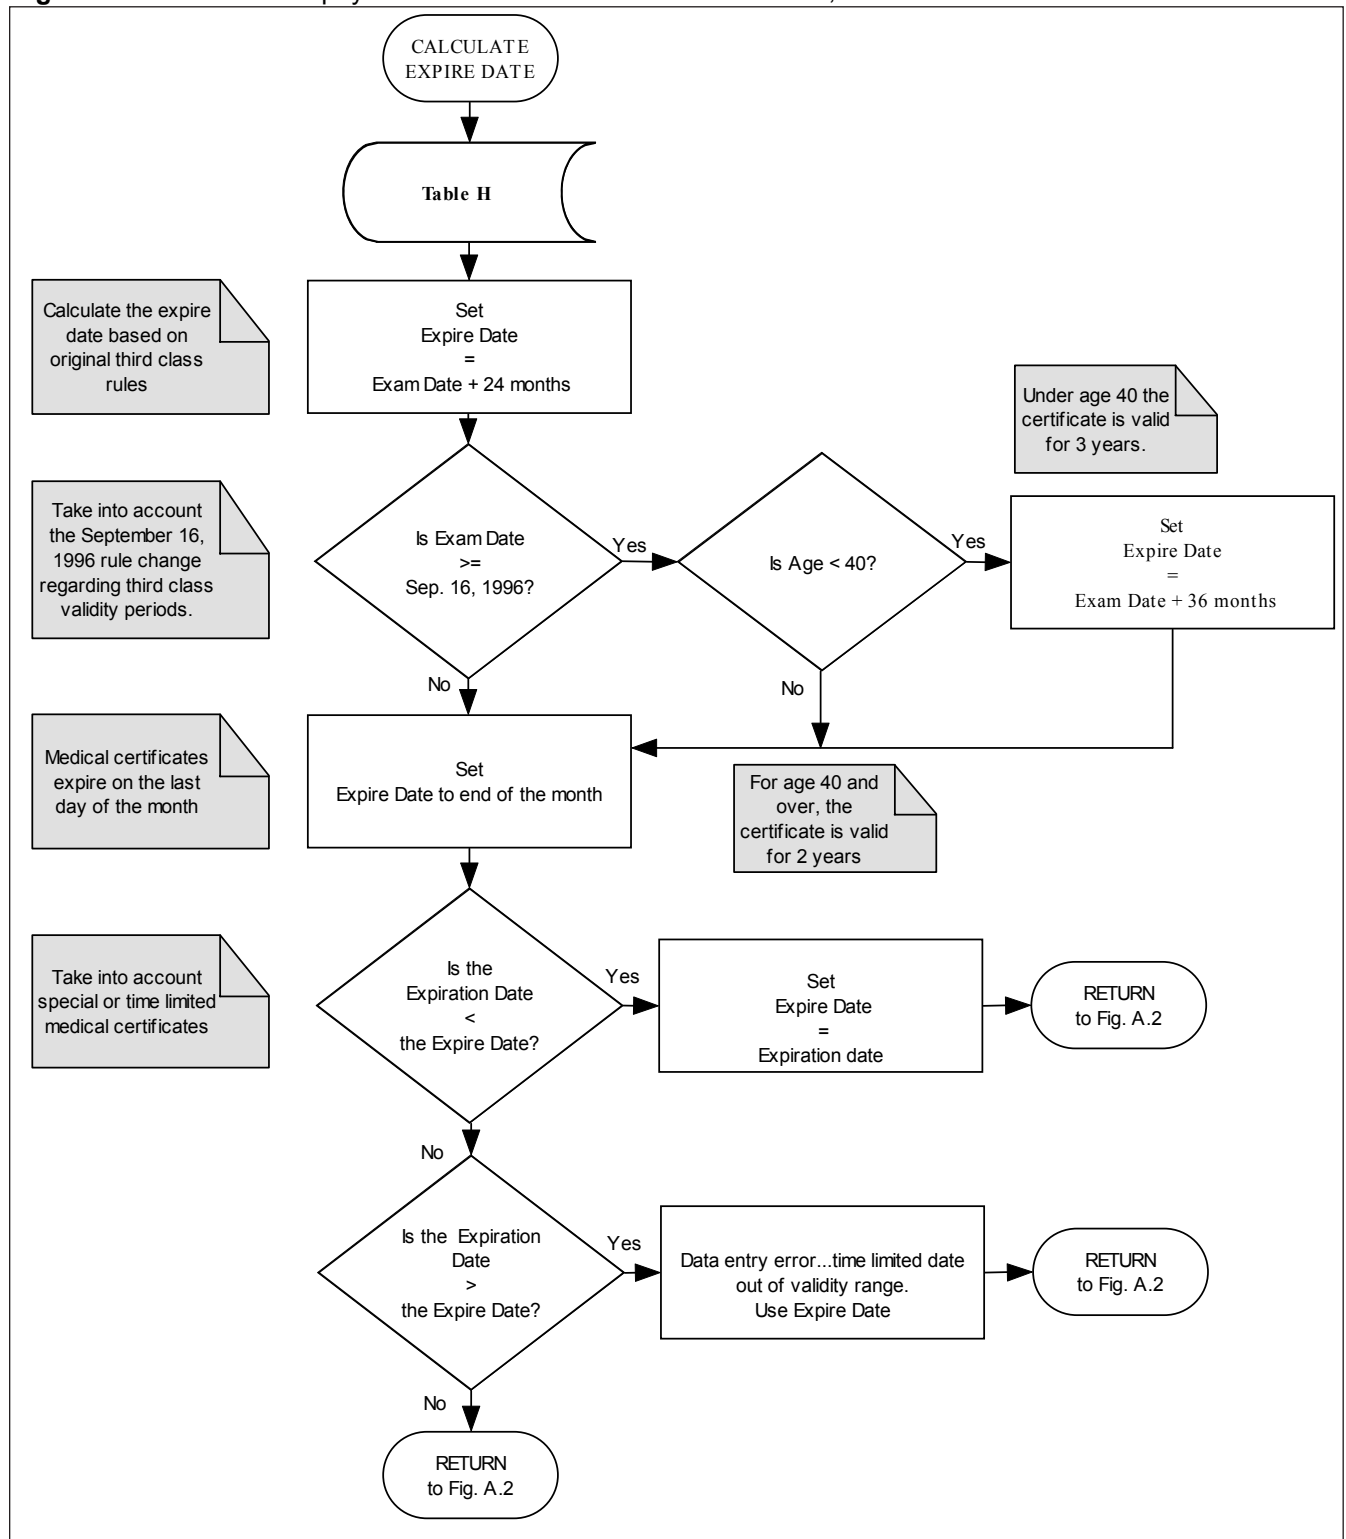 CALCULATE
EXPIRE DATE
Table H
Calculate the expire
date based on
original third class
rules
Set
Expire Date
=
Exam Date + 24 months
Under age 40 the
certificate is valid
for 3 years.
Take into account
the September 16,
1996 rule change
regarding third class
validity periods.
Is Exam Date
>=
Sep. 16, 1996?
Yes
Is Age < 40?
Yes
Set
Expire Date
=
Exam Date + 36 months
No
No
Medical certificates
expire on the last
day of the month
Set
Expire Date to end of the month
For age 40 and
over, the
certificate is valid
for 2 years
Take into account
special or time limited
medical certificates
Is the
Expiration Date
<
the Expire Date?
Yes
Set
Expire Date
=
Expiration date
RETURN
to Fig. A.2
No
Is the Expiration
Date
>
the Expire Date?
Yes
Data entry error...time limited date
out of validity range.
Use Expire Date
RETURN
to Fig. A.2
No
RETURN
to Fig. A.2